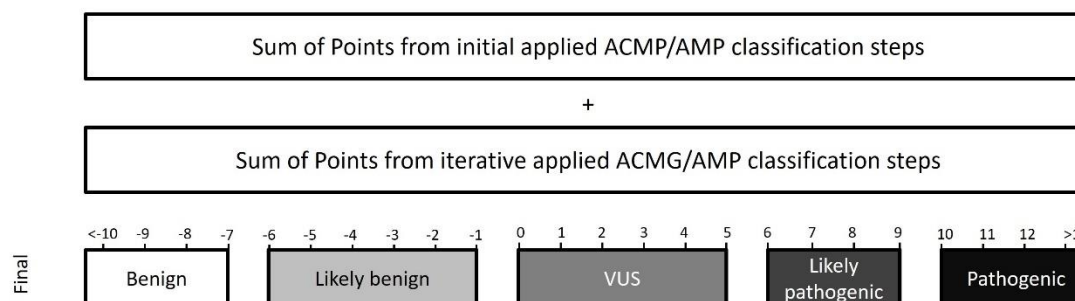 Sum of Points from initial applied ACMP/AMP classification steps
+
Sum of Points from iterative applied ACMG/AMP classification steps
<-10 -9 -8 -7 -6 -5 -4 -3 -2 -1 0 1 2 3 4 5 6 7 8 9 10 11 12
Final
Benign Likely benign VUS Likely pathogenic Pathogenic